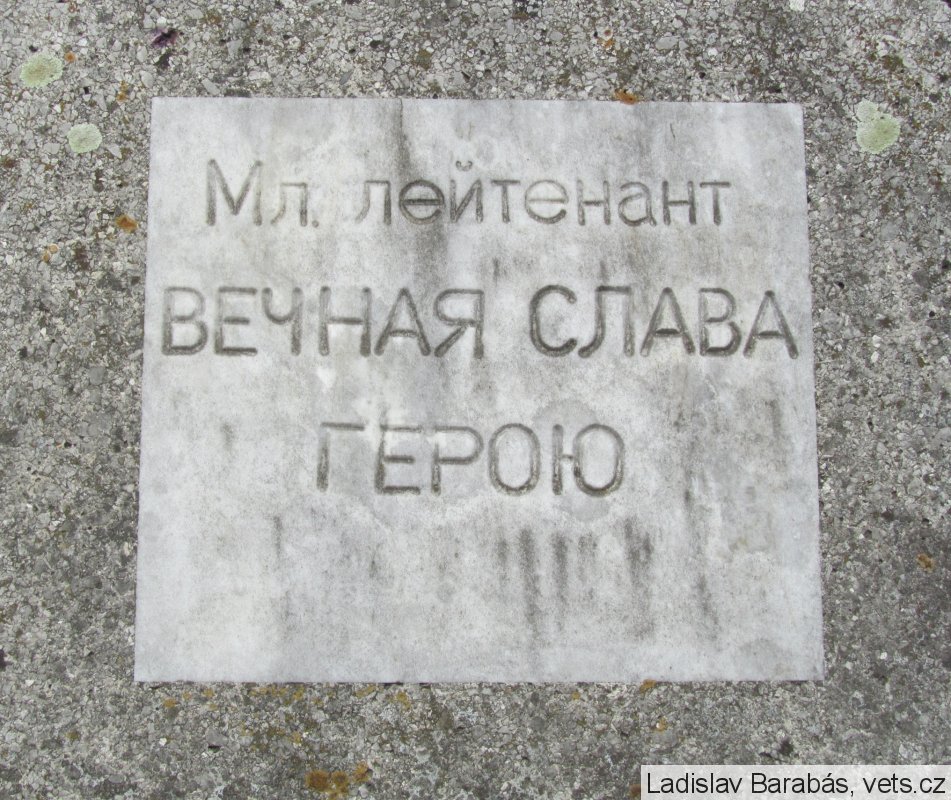 Мл. лейтенант
ВЕЧНАЯ СЛАВА
ГЕРОЮ
Ladislav Barabás, vets.cz